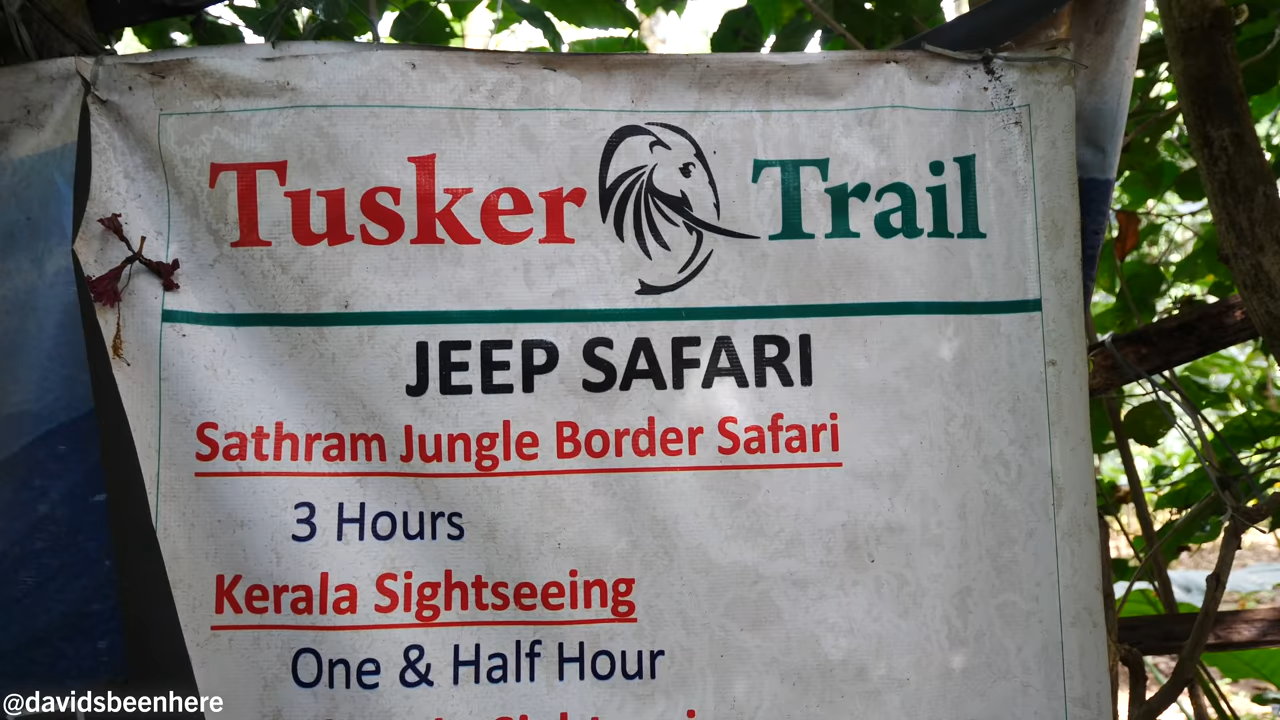 Tusker Trail
JEEP SAFARI
Sathram Jungle Border Safari
3 Hours
Kerala Sightseeing
One & Half Hour
@davidsbeenhere